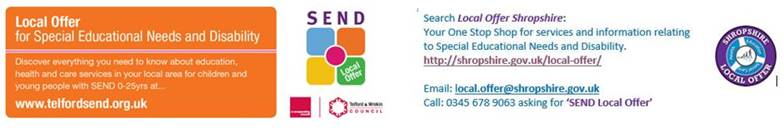 Local Offer
for Special Educational Needs and Disability
Discover everything you need to know about education,
health and care services in your local area for children and
young people with SEND 0-25yrs at...
www.telfordsend.org.uk
SEND
Local
Offer
Telford & Wrekin
COUNCIL
Search Local Offer Shropshire:
Your One Stop Shop for services and information relating
to Special Educational Needs and Disability.
http://shropshire.gov.uk/local-offer/
Email: local.offer@shropshire.gov.uk
Call: 0345 678 9063 asking for ‘SEND Local Offer’
SHROPSHIRE
LOCAL OFFER